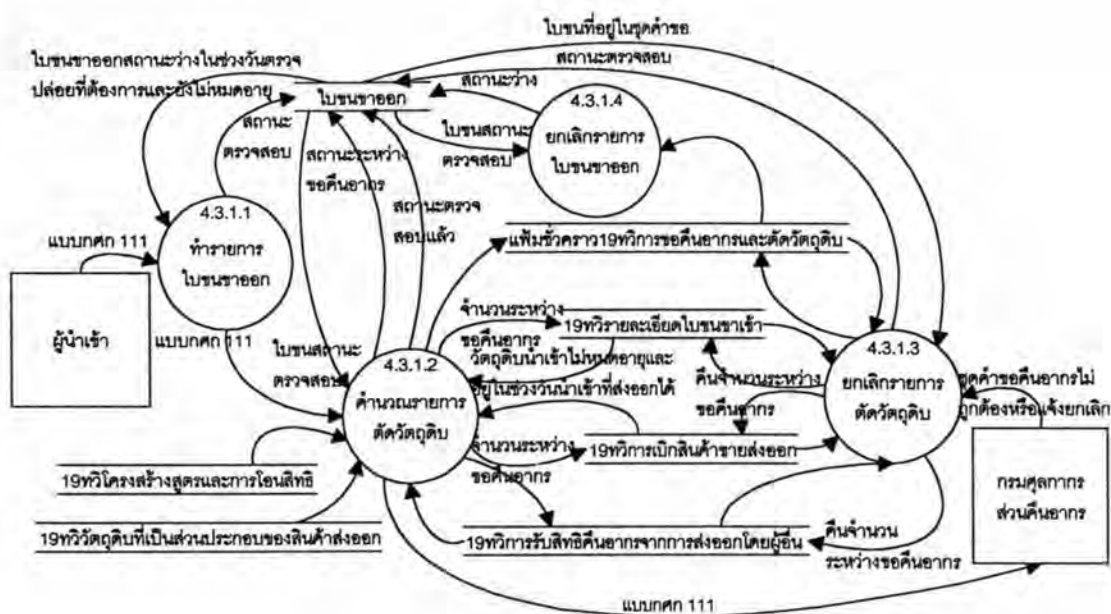 ใบขนที่อยู่ในชุดคำขอ
สถานะตรวจสอบ
ใบขนขาออกสถานะว่างในช่วงวันตรวจ
ปล่อยที่ต้องการและยังไม่หมดอายุ
สถานะว่าง
ใบขนขาออก
4.3.1.4
ยกเลิกรายการ
ใบขนขาออก
ใบขนสถานะ
ตรวจสอบ
สถานะ
ตรวจสอบ
สถานะระหว่าง
ขอคืนอากร
สถานะตรวจ
สอบแล้ว
4.3.1.1
ทำรายการ
ใบขนขาออก
แบบกศก 111
ผู้นำเข้า
แฟ้มชั่วคราว19ทวิการขอคืนอากรและตัดวัตถุดิบ
จำนวนระหว่าง
ขอคืนอากร
19ทวิรายละเอียดใบขนขาเข้า
แบบกศก 111
ใบขนสถานะ
ตรวจสอบ
4.3.1.2
คำนวณรายการ
ตัดวัตถุดิบ
วัตถุดิบนำเข้าไม่หมดอายุและ
อยู่ในช่วงวันนำเข้าที่ส่งออกได้
คืนจำนวนระหว่าง
ขอคืนอากร
4.3.1.3
ยกเลิกรายการ
ตัดวัตถุดิบ
ชุดคำขอคืนอากรไม่
ถูกต้องหรือแจ้งยกเลิก
จำนวนระหว่าง
ขอคืนอากร
19ทวิการเบิกสินค้าขายส่งออก
19ทวิโครงสร้างสูตรและการโอนสิทธิ
กรมศุลกากร
ส่วนคืนอากร
19ทวิวัตถุดิบที่เป็นส่วนประกอบของสินค้าส่งออก
19ทวิการรับสิทธิคืนอากรจากการส่งออกโดยผู้อื่น
คืนจำนวน
ระหว่างขอคืนอากร
แบบกศก 111